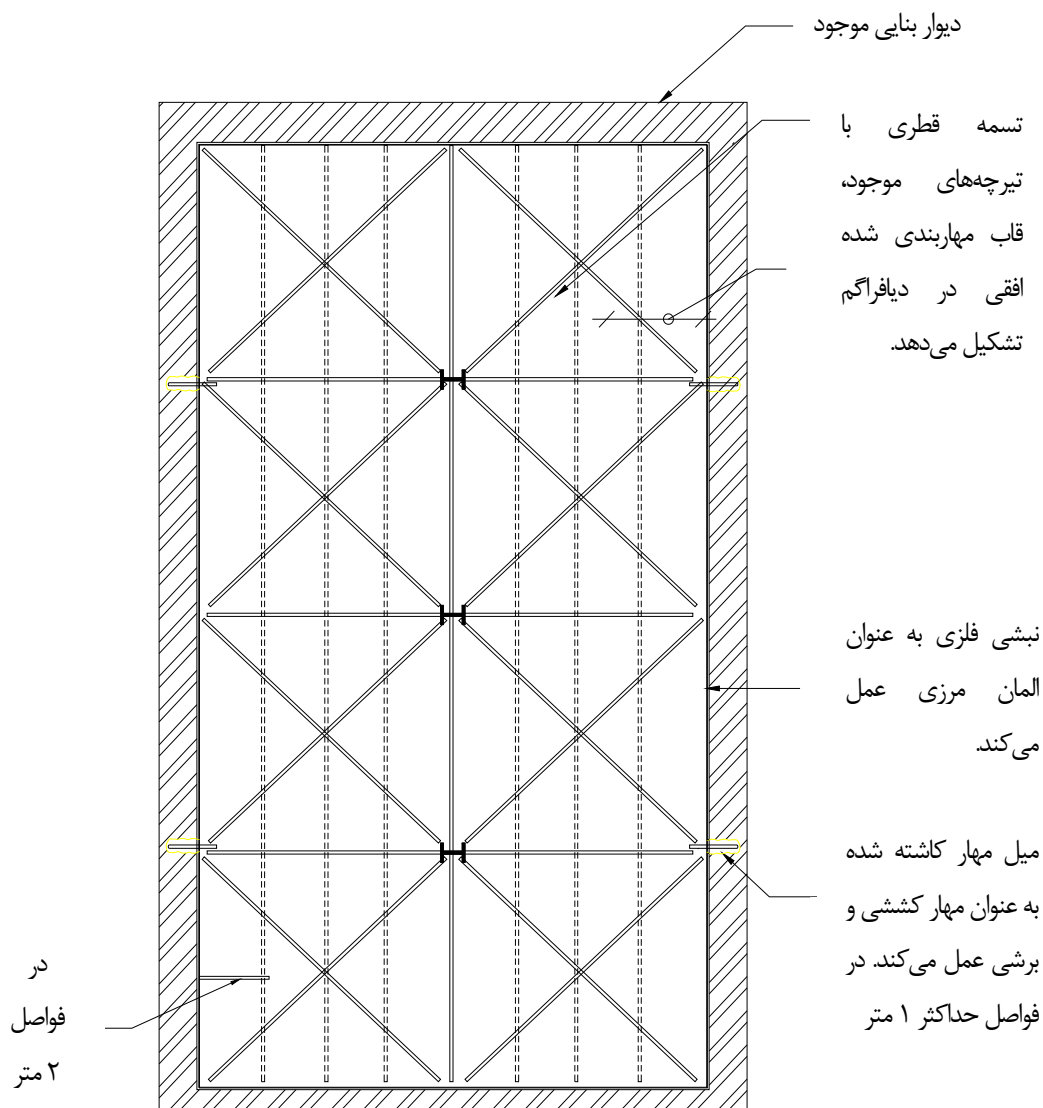 دیوار بنایی موجود
تسمه قطری با
تیرچه‌های موجود،
قاب مهاربندی شده
افقی در دیافراگم
تشکیل می‌دهد.
نبشی فلزی به عنوان
المان مرزی عمل
می‌کند.
میل مهار کاشته شده
به عنوان مهار کششی و
برشی عمل می‌کند. در
فواصل حداکثر ۱ متر
در
فواصل
۲ متر